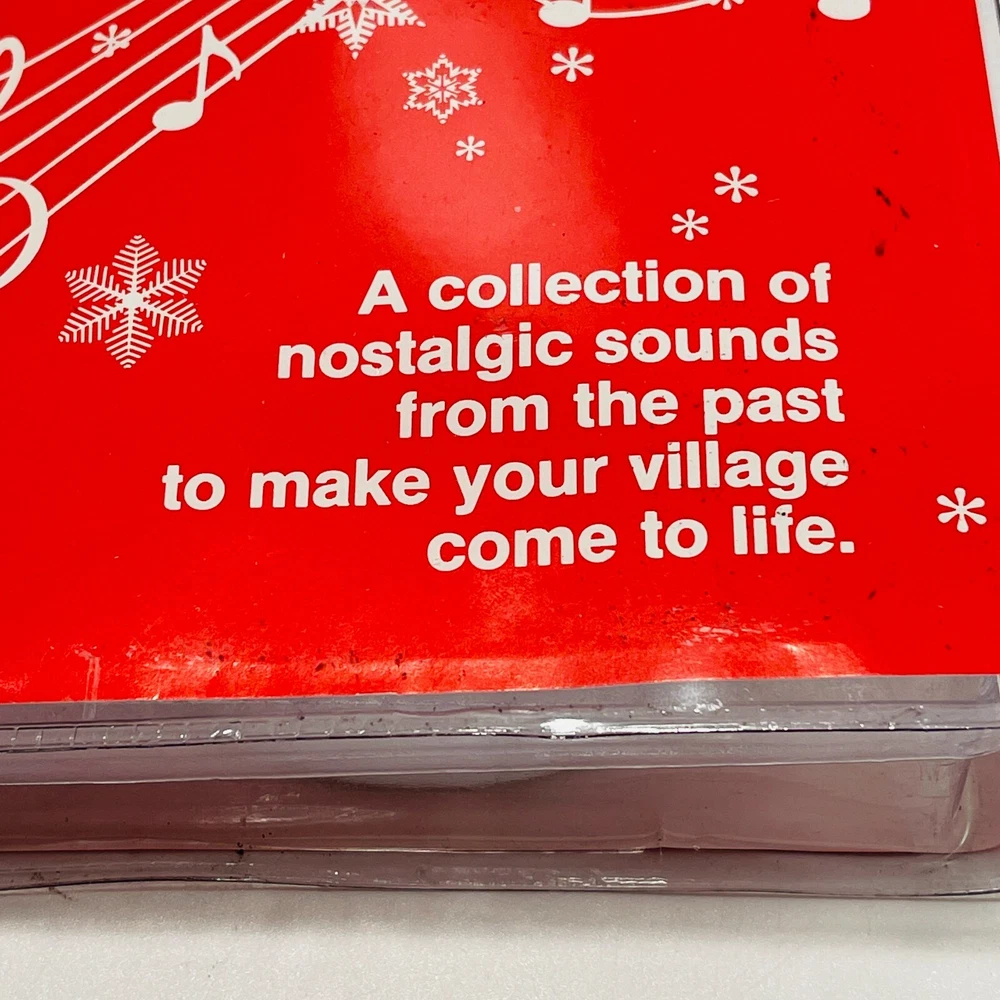 A collection of
nostalgic sounds
from the past
to make your village
come to life.